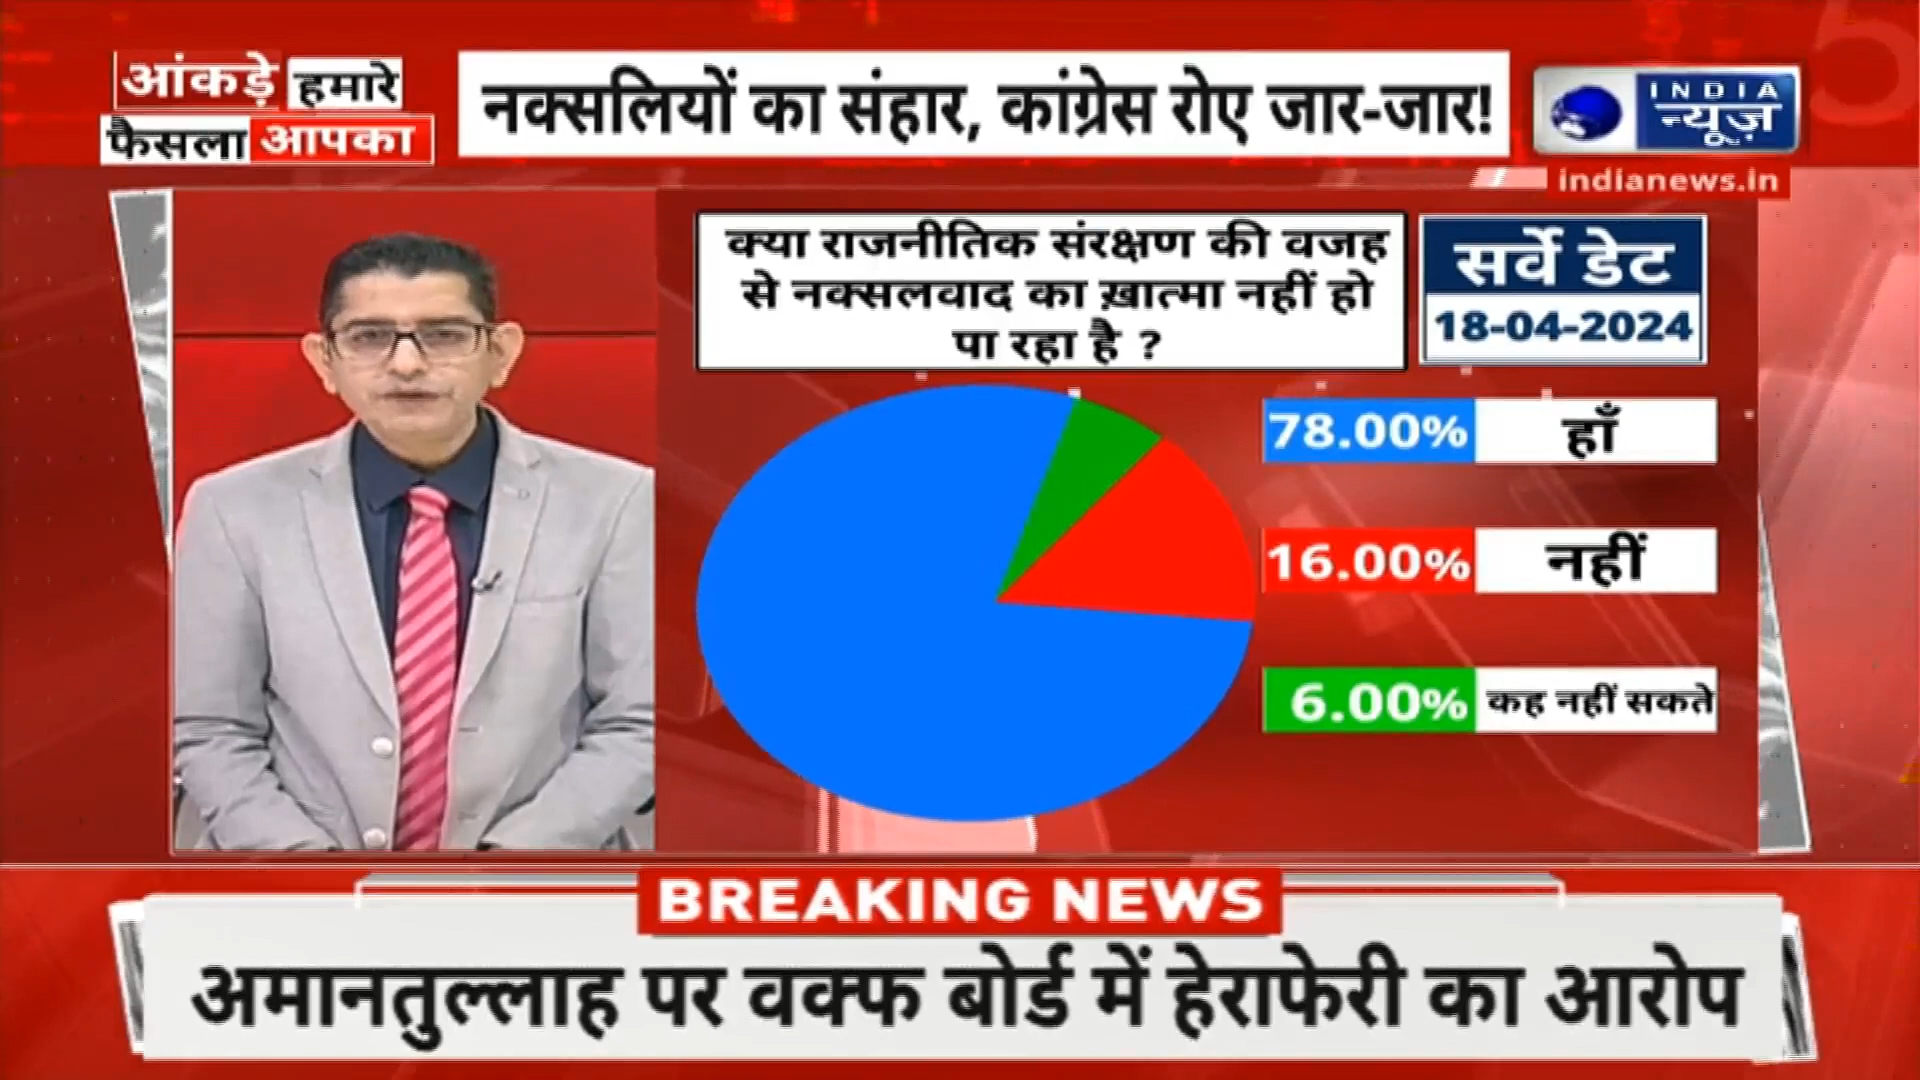 आंकड़े हमारे
फैसला आपका
नक्सलियों का संहार, कांग्रेस रोए जार-जार!
INDIA
न्यूज़
indianews.in
क्या राजनीतिक संरक्षण की वजह
से नक्सलवाद का ख़ात्मा नहीं हो
पा रहा है ?
सर्वे डेट
18-04-2024
78.00% हाँ
16.00% नहीं
6.00% कह नहीं सकते
BREAKING NEWS
अमानतुल्लाह पर वक्फ बोर्ड में हेराफेरी का आरोप